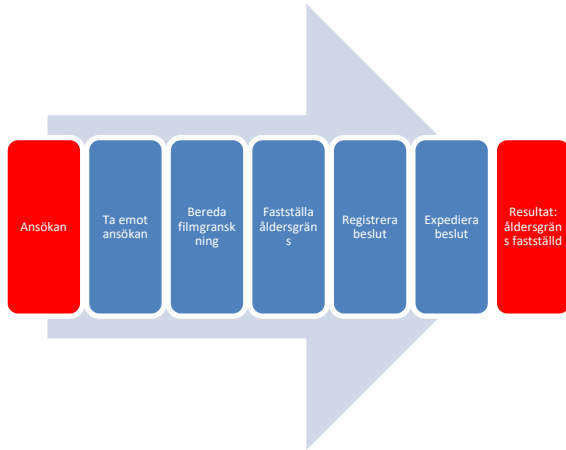 Ansökan
Ta emot
ansökan
Bereda
filmgransk
ning
Fastställa
åldersgrän
s
Registrera
beslut
Expediera
beslut
Resultat:
åldersgrän
s fastställd